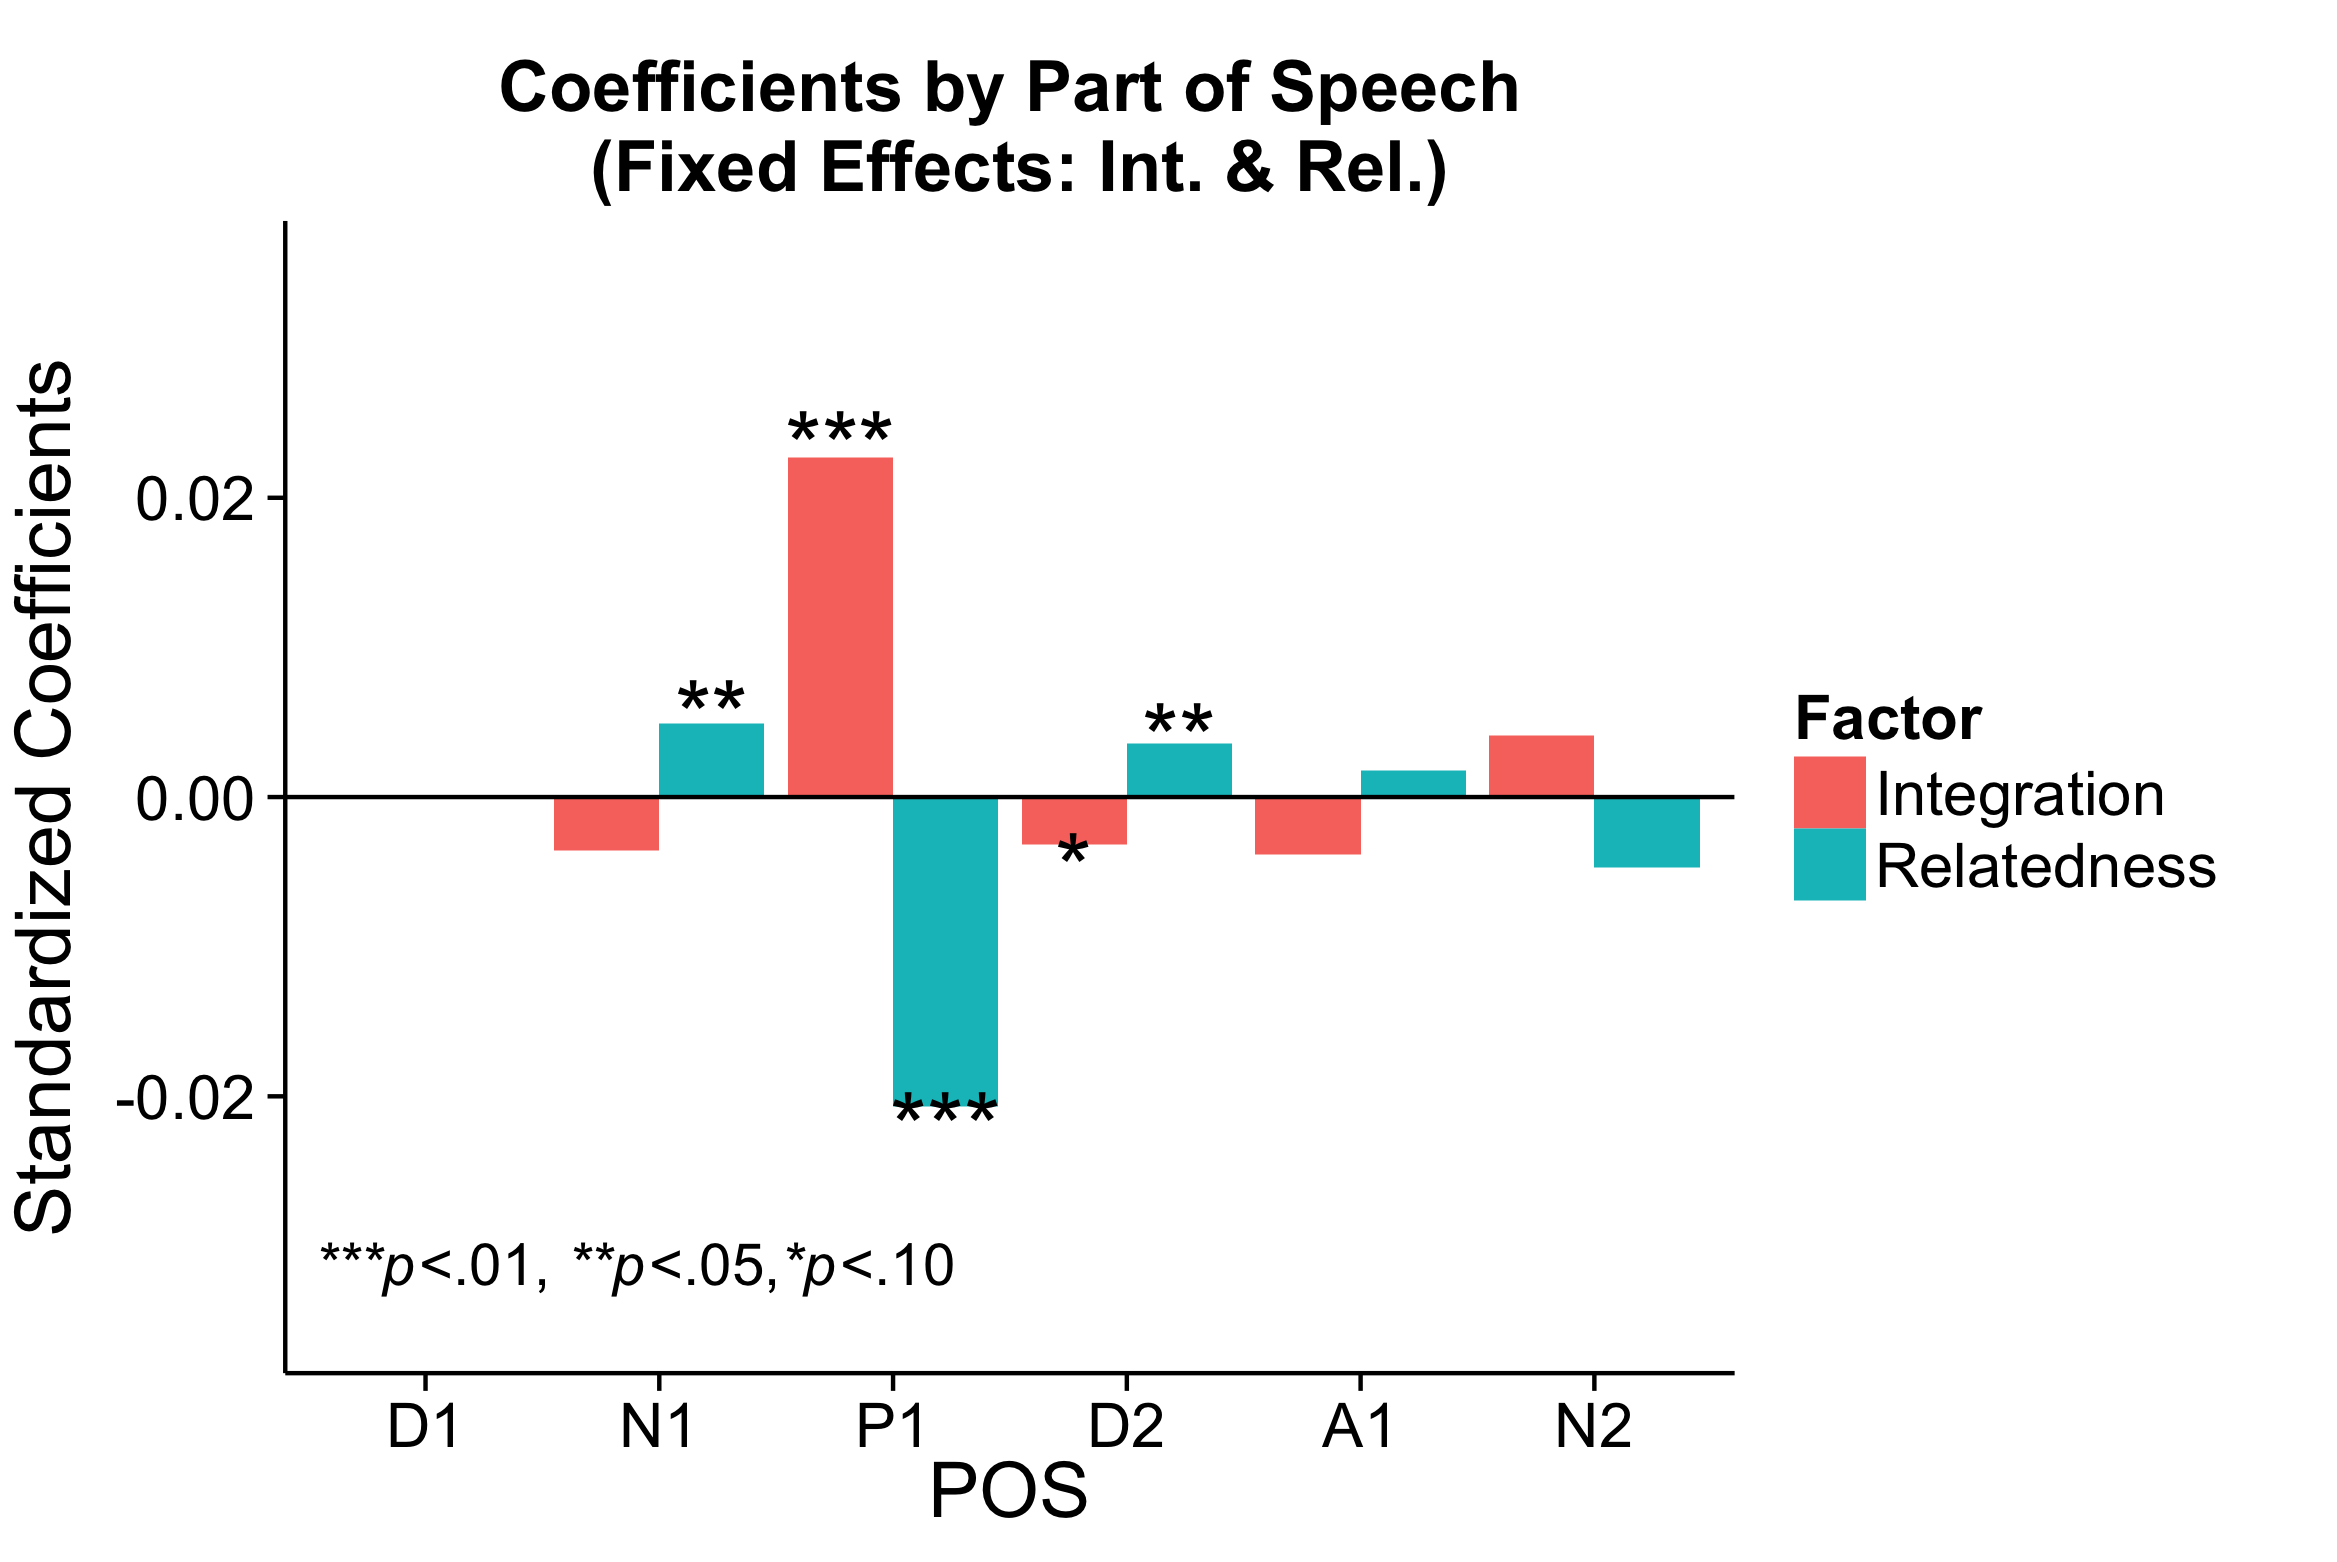 Coefficients by Part of Speech
(Fixed Effects: Int. & Rel.)
Standardized Coefficients
0.02
0.00
-0.02
***
**
***
*
**
***p<.01, **p<.05,*p<.10
D1 N1 P1 D2 A1 N2
POS
Factor
Integration
Relatedness